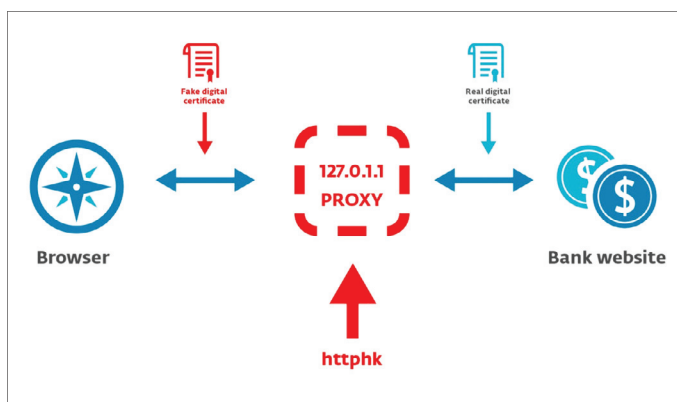 Fake digital
certificate
Real digital
certificate
127.0.1.1
PROXY
Browser
Bank website
httphk
$
$